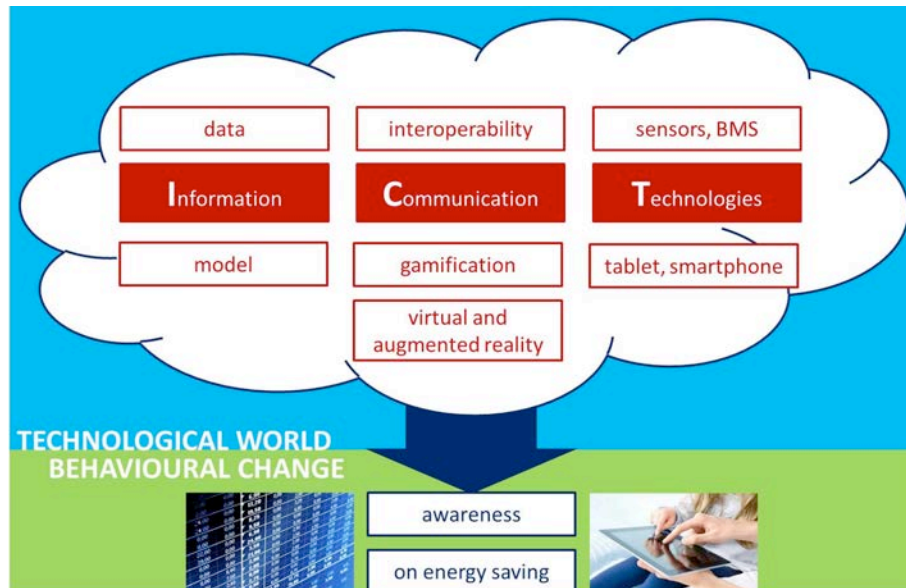 data
interoperability
sensors, BMS
Information
Communication
Technologies
model
gamification
tablet, smartphone
virtual and
augmented reality
TECHNOLOGICAL WORLD
BEHAVIOURAL CHANGE
awareness
on energy saving